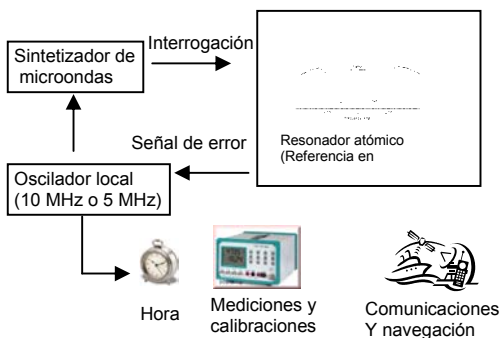 Interrogación
Sintetizador de
microondas
Señal de error
Resonador atómico
(Referencia en
Oscilador local
(10 MHz o 5 MHz)
Hora
Mediciones y
calibraciones
Comunicaciones
Y navegación